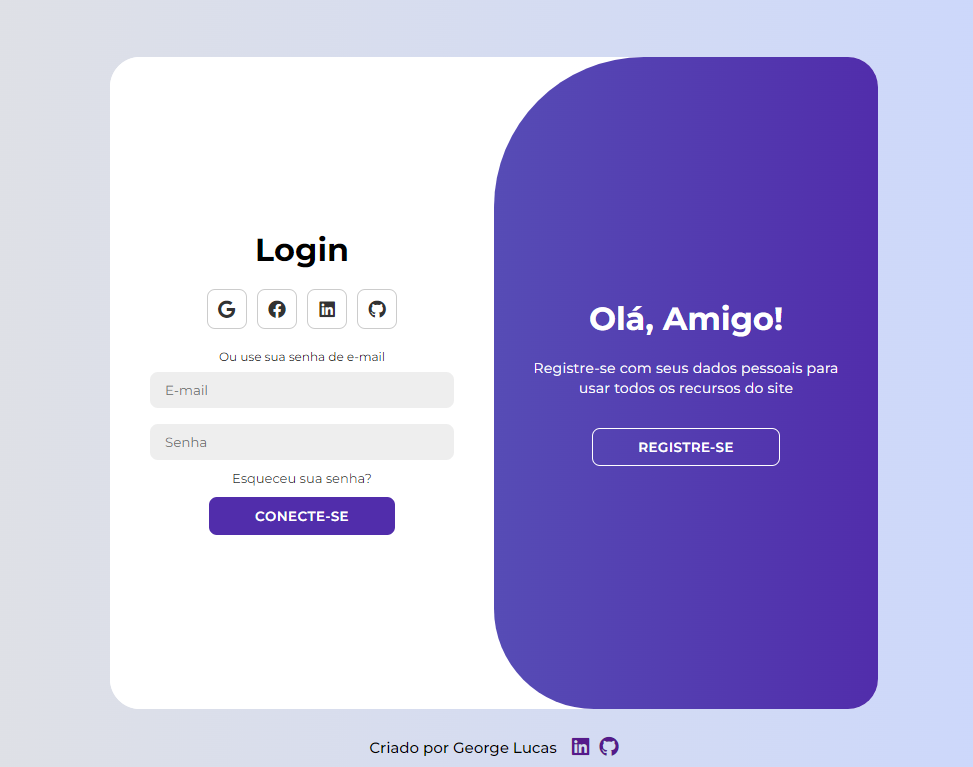 Login
Ou use sua senha de e-mail
E-mail
Senha
Esqueceu sua senha?
CONECTE-SE
Olá, Amigo!
Registre-se com seus dados pessoais para
usar todos os recursos do site
REGISTRE-SE
Criado por George Lucas